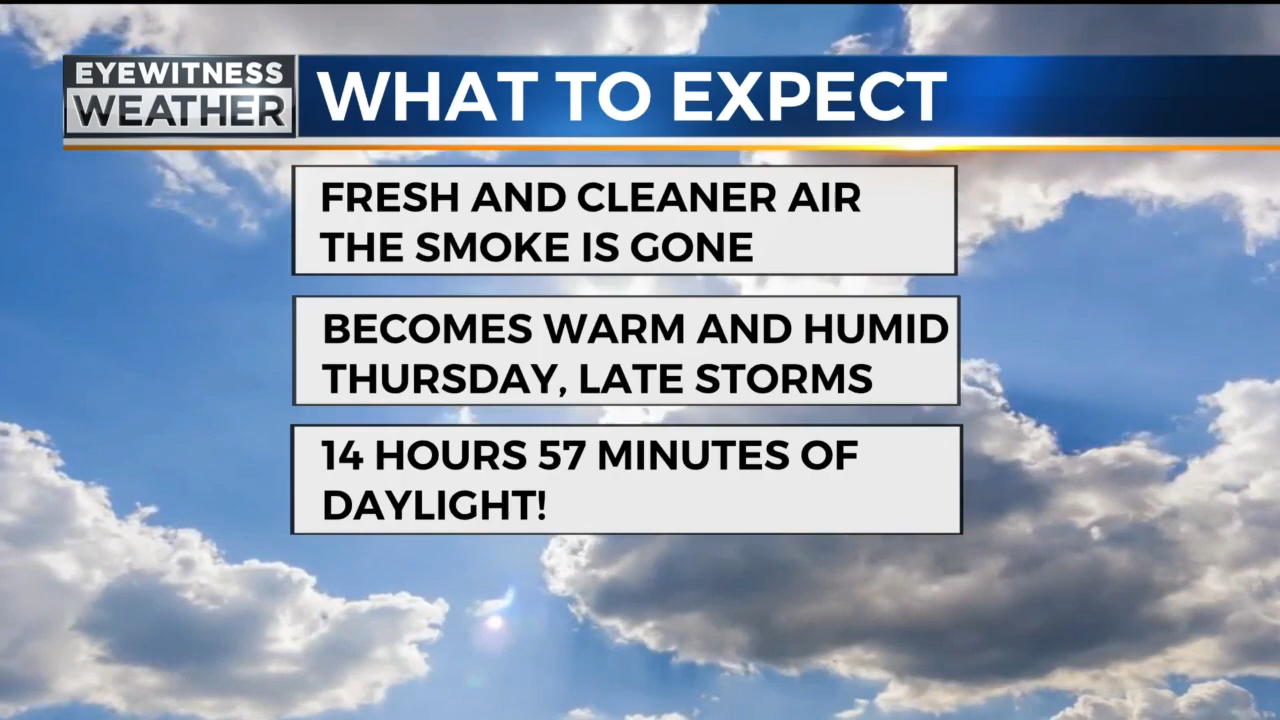 EYEWITNESS
WEATHER
WHAT TO EXPECT
FRESH AND CLEANER AIR
THE SMOKE IS GONE
BECOMES WARM AND HUMID
THURSDAY, LATE STORMS
14 HOURS 57 MINUTES OF
DAYLIGHT!